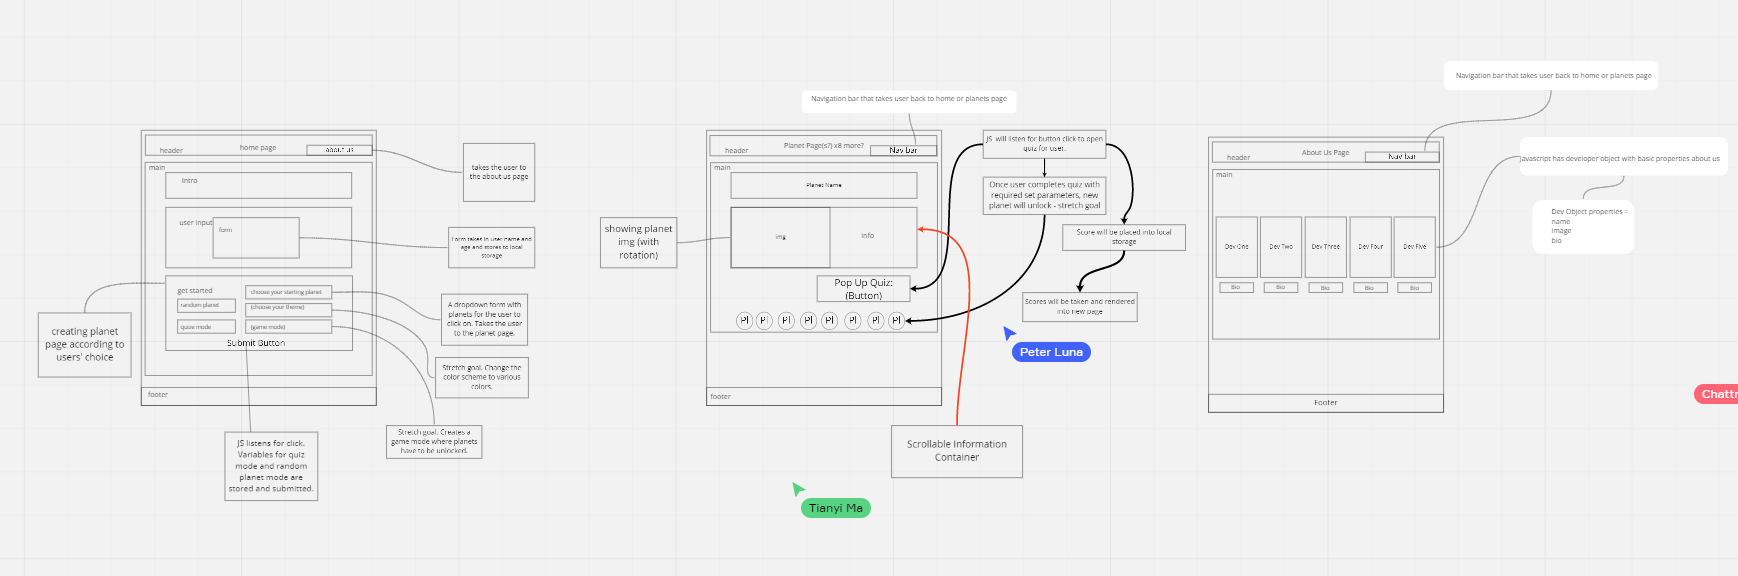 header
home page
about us
main
Intro
user input
form
get started
choose your starting planet
random planet
(choose your theme)
quue mode
(game mode)
Submit Button
footer
takes the user to
the about us page
Form takes in user name and
age and stores to local
storage
A dropdown form with
planets for the user to
click on. Takes the user
to the planet page.
Stretch goal. Change the
color scheme to various
colors.
Stretch goal. Creates a
game mode where planets
have to be unlocked.
creating planet
page according to
users' choice
JS listens for click.
Variables for quiz
mode and random
planet mode are
stored and submitted.
Navigation bar that takes user back to home or planets page
header
Planet Page(s?) x8 more?
Nav bar
main
Planet Name
img
info
Pop Up Quiz:
(Button)
Pl
Pl
Pl
Pl
Pl
Pl
Pl
Pl
footer
showing planet
img (with
rotation)
JS will listen for button click to open
quiz for user.
Once user completes quiz with
required set parameters, new
planet will unlock - stretch goal
Score will be placed into local
storage
Scores will be taken and rendered
into new page
Scrollable Information
Container
Peter Luna
Tianyi Ma
Navigation bar that takes user back to home or planets page
header
About Us Page
Nav bar
main
Dev One
Dev Two
Dev Three
Dev Four
Dev Five
Bio
Bio
Bio
Bio
Bio
Footer
Javascript has developer object with basic properties about us
Dev Object properties =
name
image
bio